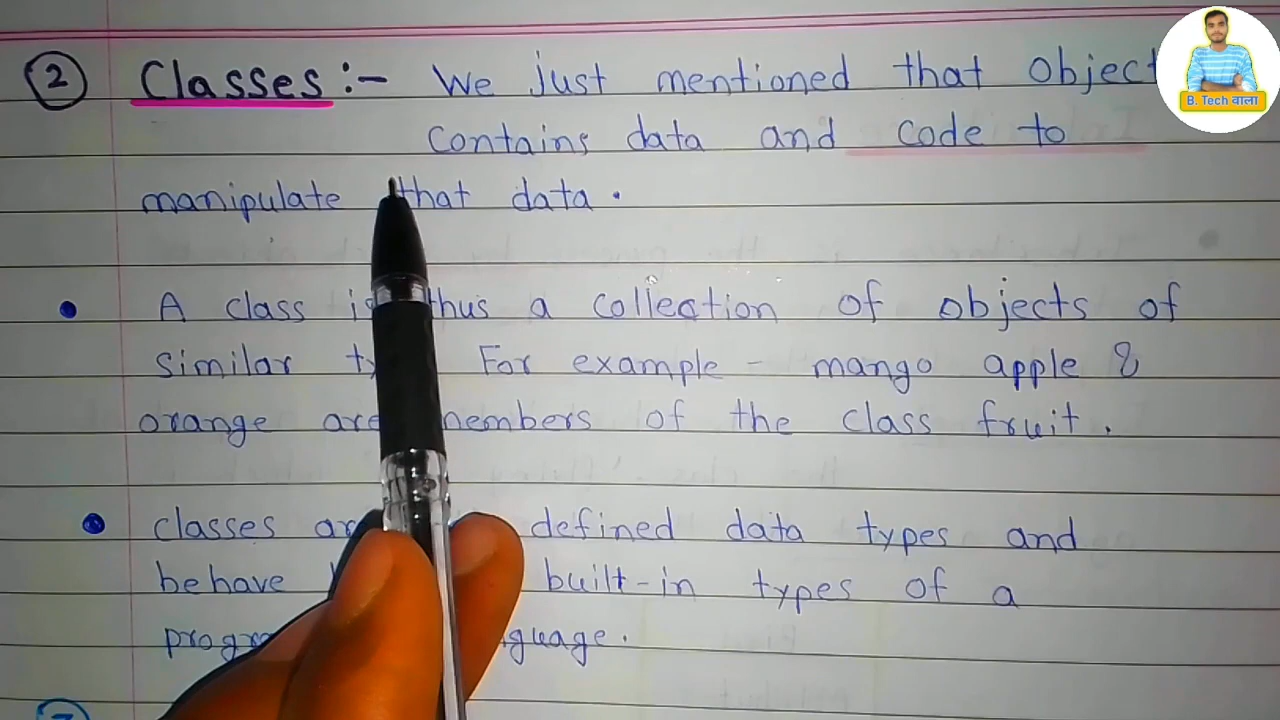 ② Classes :- We just mentioned that object
contains data and code to
manipulate that data.
• A class thus a collection of objects of
similar For example - mango apple &
orange are members of the class fruit.
• classes defined data types and
behave built-in types of a
B. Tech वाला